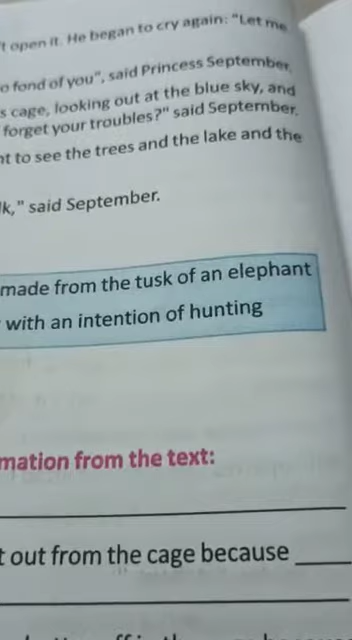 't open it. He began to cry again: "Let me
o fond of you", said Princess September.
s cage, looking out at the blue sky, and
forget your troubles?" said September.
nt to see the trees and the lake and the
lk," said September.
made from the tusk of an elephant
with an intention of hunting
mation from the text:
t out from the cage because ____